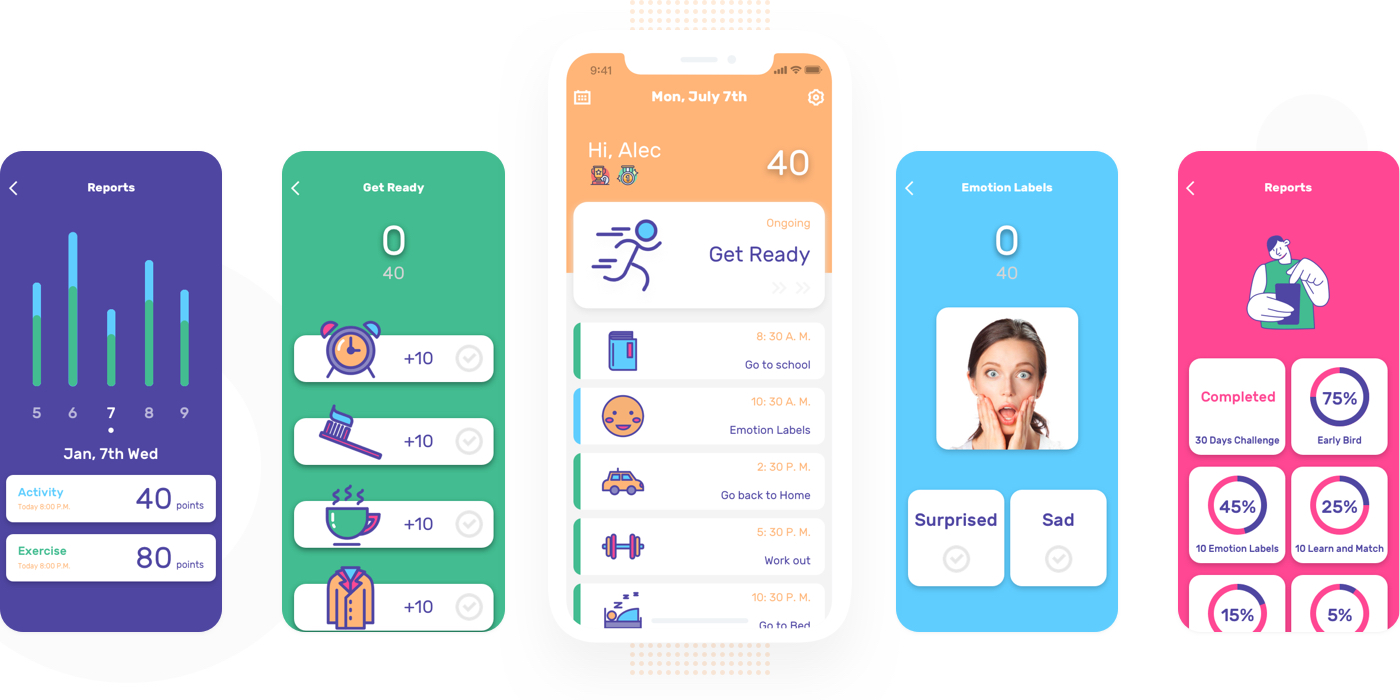 Reports
5 6 7 8 9
Jan, 7th Wed
Activity
Today 8:00 P.M.
40 points
Exercise
Today 8:00 P.M.
80 points
Get Ready
0
40
+10
+10
+10
+10
9:41
Mon, July 7th
Hi, Alec
40
Ongoing
Get Ready
8: 30 A. M.
Go to school
10: 30 A. M.
Emotion Labels
2: 30 P. M.
Go back to Home
5: 30 P. M.
Work out
10: 30 P. M.
Go to Bed
Emotion Labels
0
40
Surprised
Sad
Reports
Completed
30 Days Challenge
75%
Early Bird
45%
10 Emotion Labels
25%
10 Learn and Match
15%
5%